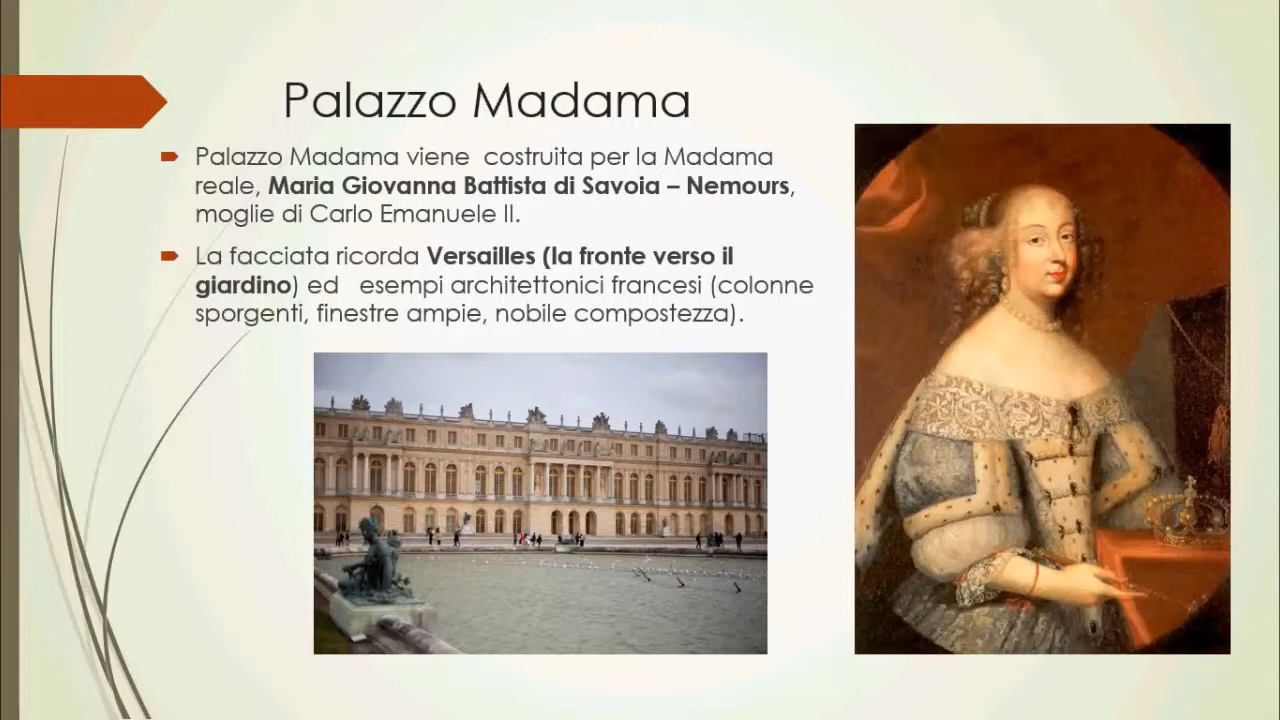 Palazzo Madama
Palazzo Madama viene  costruita per la Madama
reale, Maria Giovanna Battista di Savoia – Nemours,
moglie di Carlo Emanuele II.
La facciata ricorda Versailles (la fronte verso il
giardino) ed   esempi architettonici francesi (colonne
sporgenti, finestre ampie, nobile compostezza).